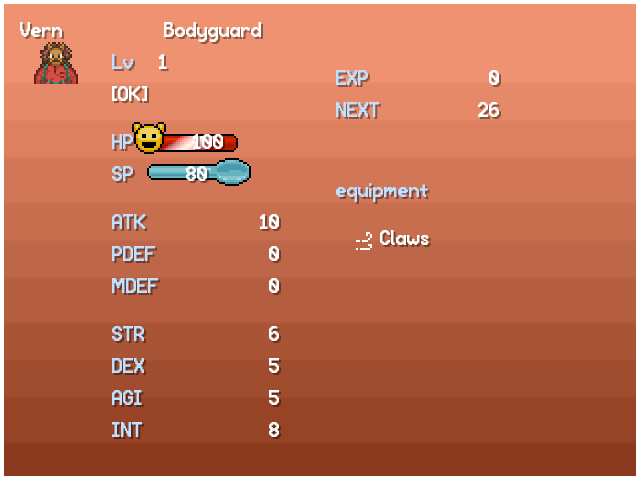 Vern Bodyguard
Lv 1
[OK]
EXP 0
NEXT 26
HP 100
SP 80
equipment
ATK 10
PDEF 0
MDEF 0
Claws
STR 6
DEX 5
AGI 5
INT 8